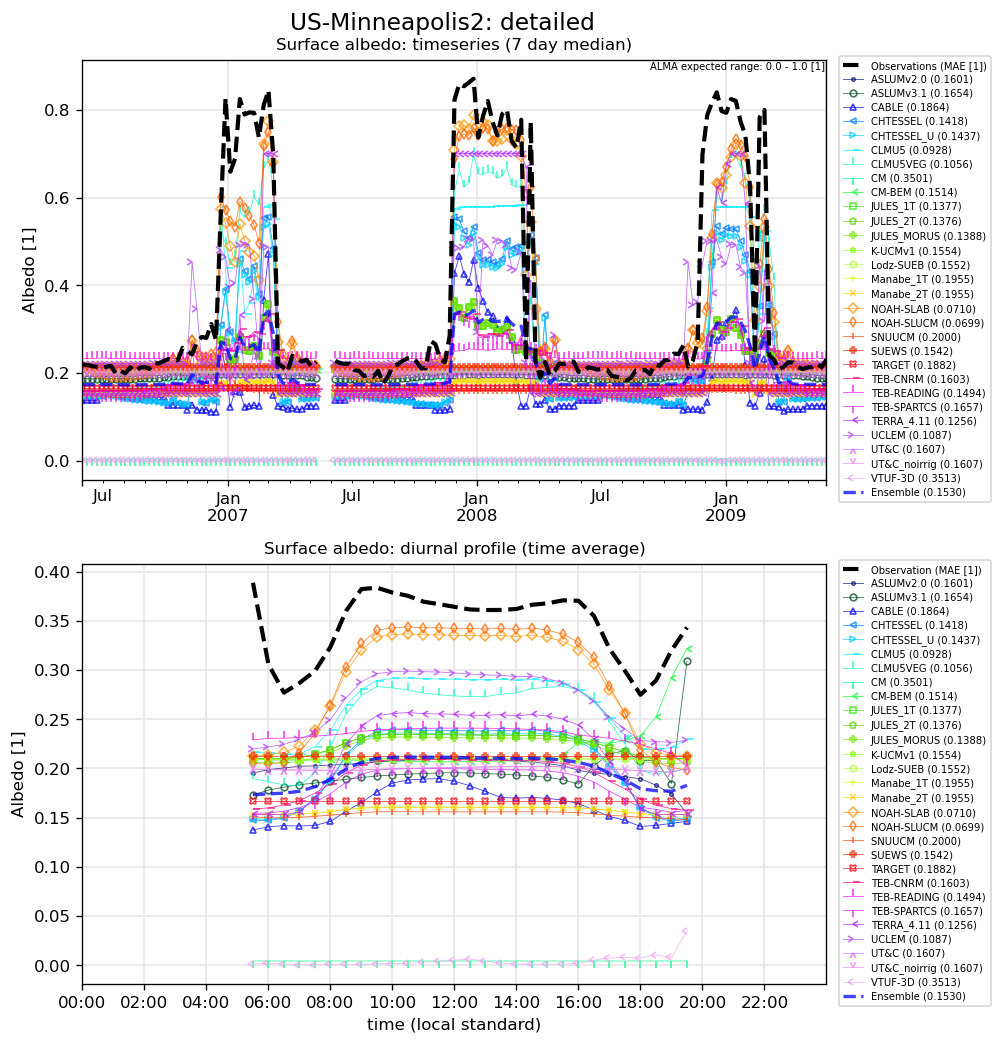 US-Minneapolis2: detailed
Surface albedo: timeseries (7 day median)
ALMA expected range: 0.0 - 1.0 [1]
Albedo [1]
0.8
0.6
0.4
0.2
0.0
Jul
Jan
2007
Jul
Jan
2008
Jul
Jan
2009
Observations (MAE [1])
ASLUMv2.0 (0.1601)
ASLUMv3.1 (0.1654)
CABLE (0.1864)
CHTESSEL (0.1418)
CHTESSEL_U (0.1437)
CLMU5 (0.0928)
CLMU5VEG (0.1056)
CM (0.3501)
CM-BEM (0.1514)
JULES_1T (0.1377)
JULES_2T (0.1376)
JULES_MORUS (0.1388)
K-UCMv1 (0.1554)
Lodz-SUEB (0.1552)
Manabe_1T (0.1955)
Manabe_2T (0.1955)
NOAH-SLAB (0.0710)
NOAH-SLUCM (0.0699)
SNUUCM (0.2000)
SUEWS (0.1542)
TARGET (0.1882)
TEB-CNRM (0.1603)
TEB-READING (0.1494)
TEB-SPARTCS (0.1657)
TERRA_4.11 (0.1256)
UCLEM (0.1087)
UT&C (0.1607)
UT&C_noirrig (0.1607)
VTUF-3D (0.3513)
Ensemble (0.1530)
Surface albedo: diurnal profile (time average)
Albedo [1]
0.40
0.35
0.30
0.25
0.20
0.15
0.10
0.05
0.00
00:00
02:00
04:00
06:00
08:00
10:00
12:00
14:00
16:00
18:00
20:00
22:00
time (local standard)
Observation (MAE [1])
ASLUMv2.0 (0.1601)
ASLUMv3.1 (0.1654)
CABLE (0.1864)
CHTESSEL (0.1418)
CHTESSEL_U (0.1437)
CLMU5 (0.0928)
CLMU5VEG (0.1056)
CM (0.3501)
CM-BEM (0.1514)
JULES_1T (0.1377)
JULES_2T (0.1376)
JULES_MORUS (0.1388)
K-UCMv1 (0.1554)
Lodz-SUEB (0.1552)
Manabe_1T (0.1955)
Manabe_2T (0.1955)
NOAH-SLAB (0.0710)
NOAH-SLUCM (0.0699)
SNUUCM (0.2000)
SUEWS (0.1542)
TARGET (0.1882)
TEB-CNRM (0.1603)
TEB-READING (0.1494)
TEB-SPARTCS (0.1657)
TERRA_4.11 (0.1256)
UCLEM (0.1087)
UT&C (0.1607)
UT&C_noirrig (0.1607)
VTUF-3D (0.3513)
Ensemble (0.1530)